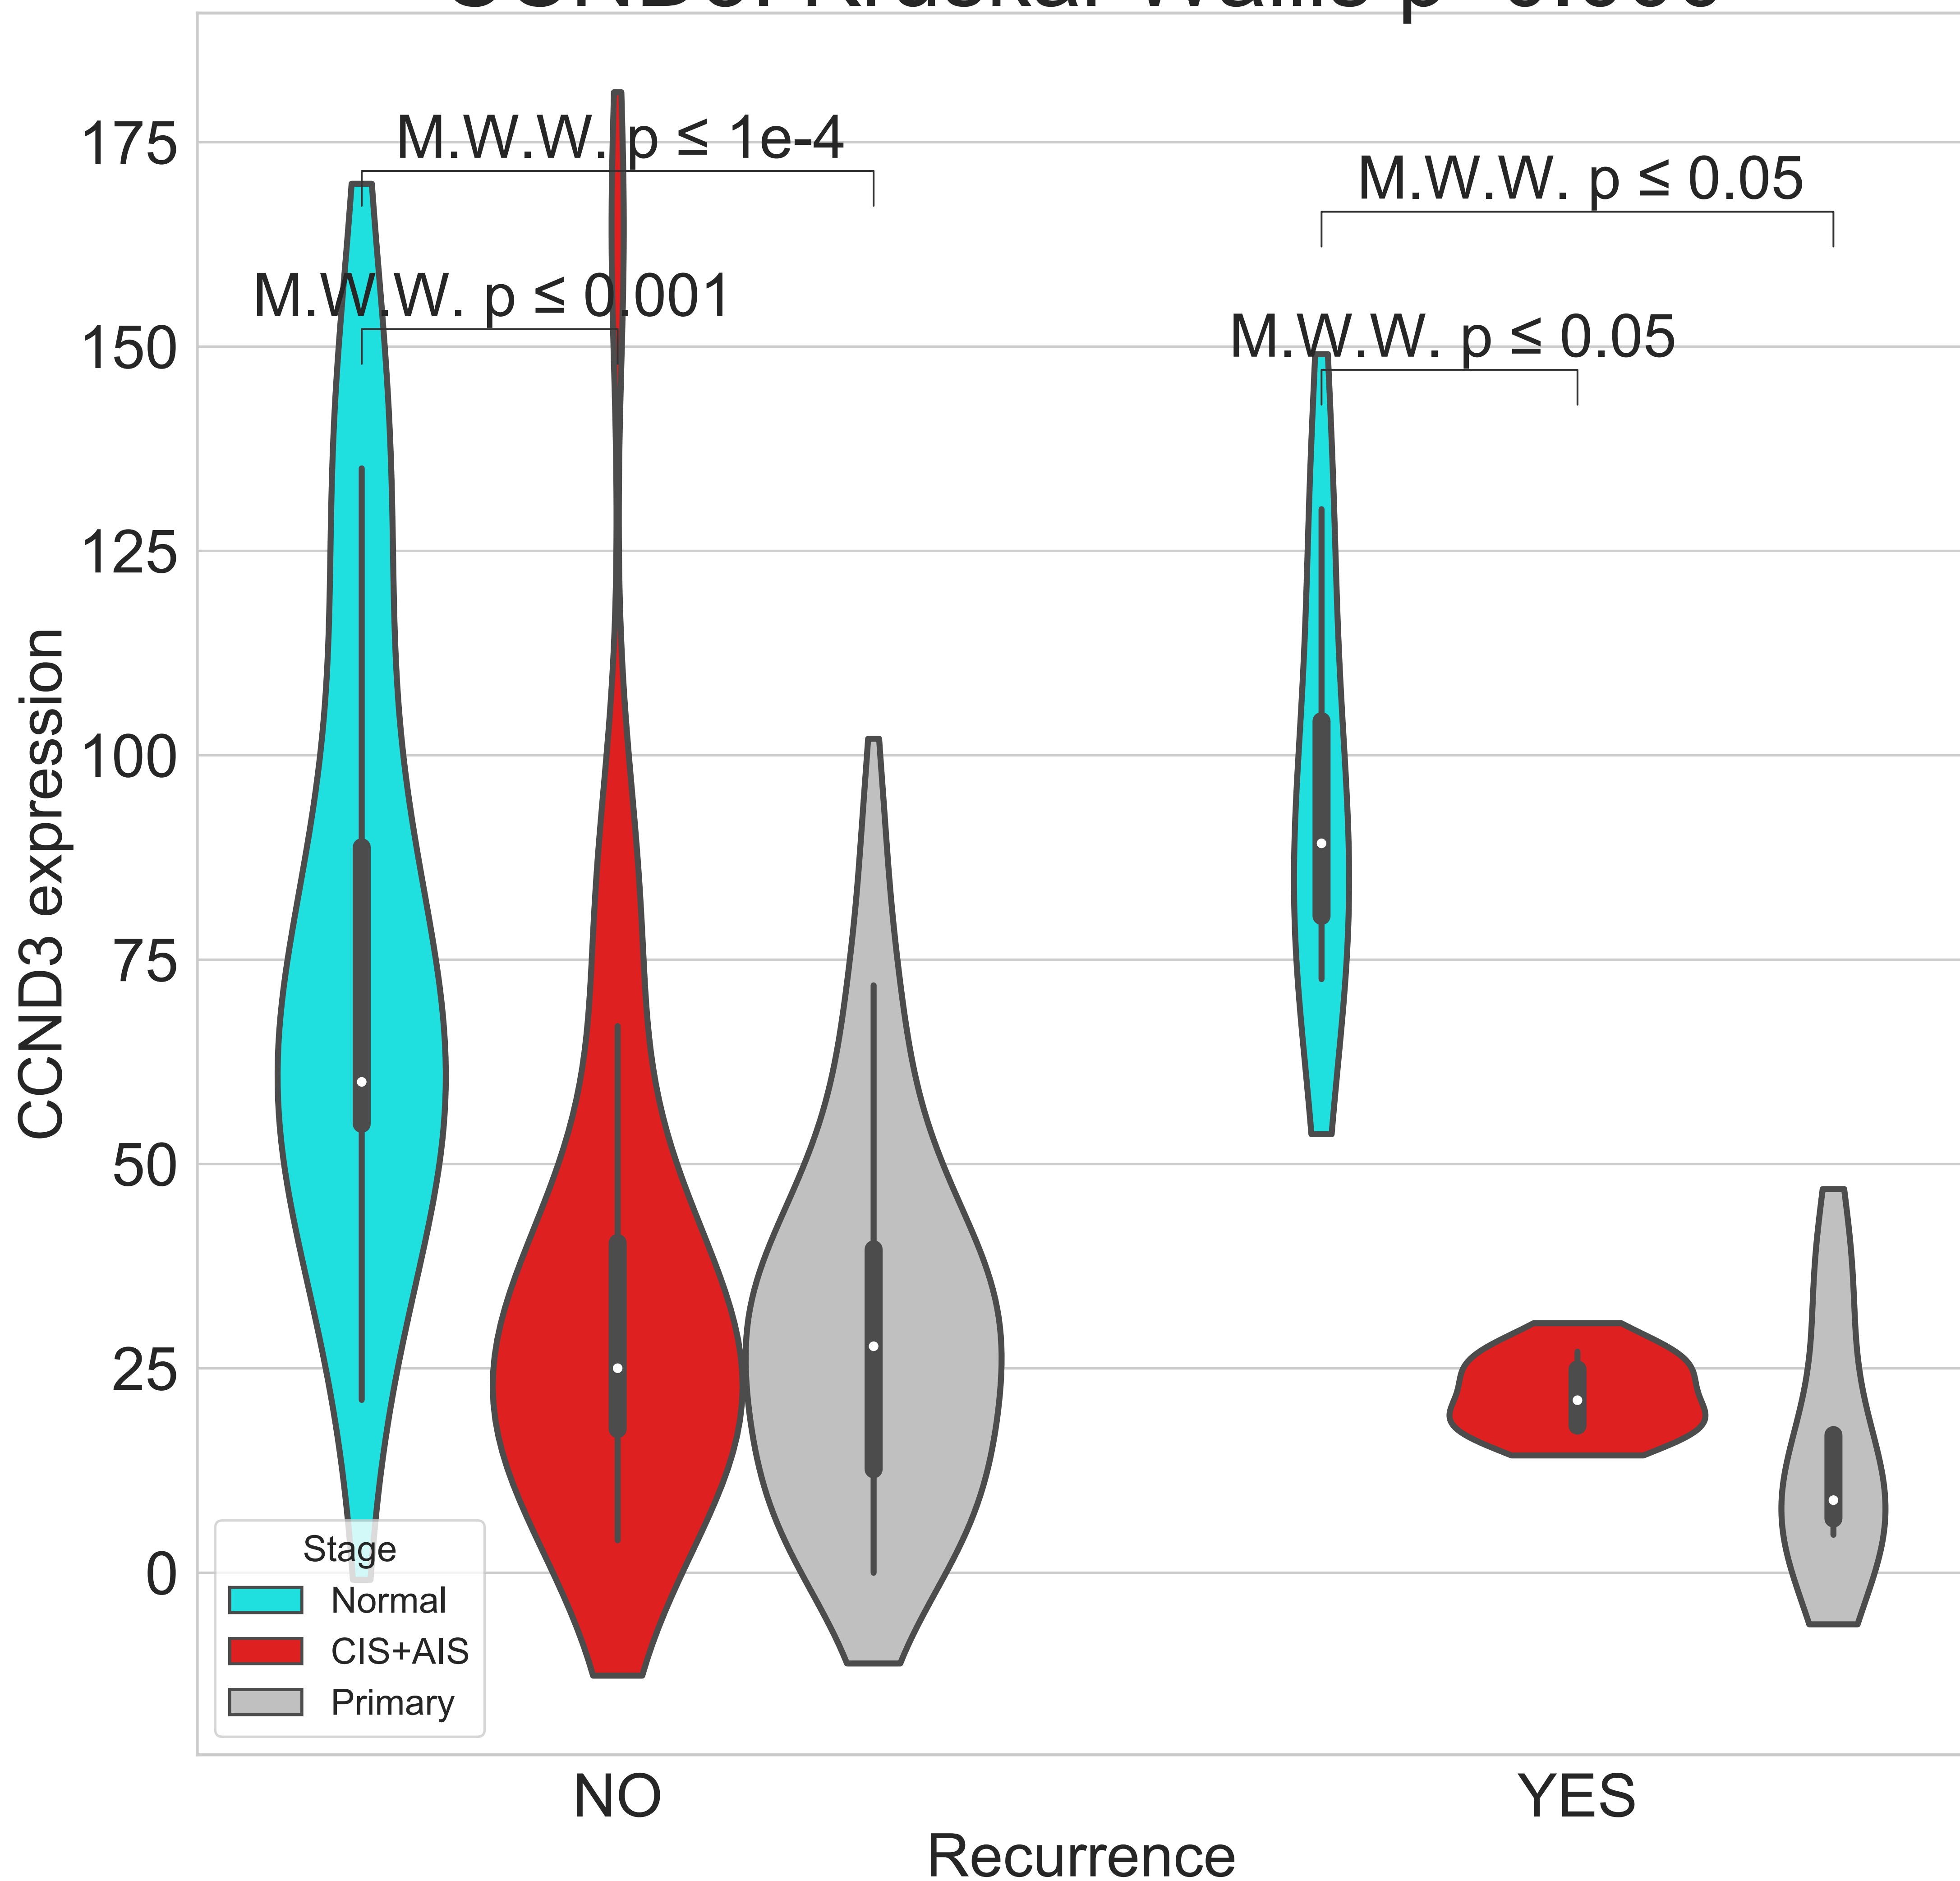 175
150
125
100
75
50
25
0
CCND3 expression
M.W.W. p ≤ 1e-4
M.W.W. p ≤ 0.001
M.W.W. p ≤ 0.05
M.W.W. p ≤ 0.05
Stage
Normal
CIS+AIS
Primary
NO
YES
Recurrence